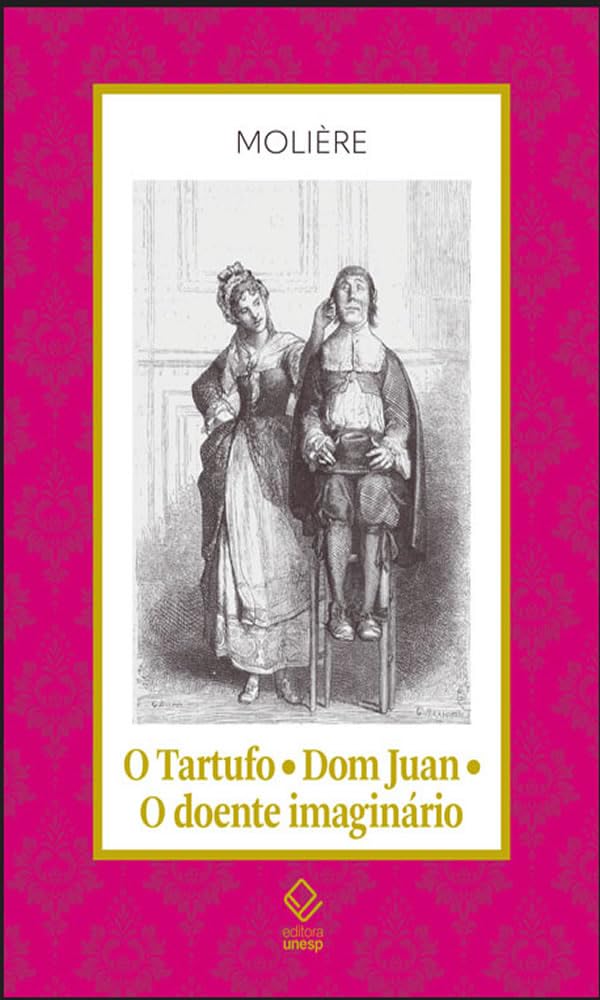 MOLIÈRE
O Tartufo • Dom Juan •
O doente imaginário
editora
unesp